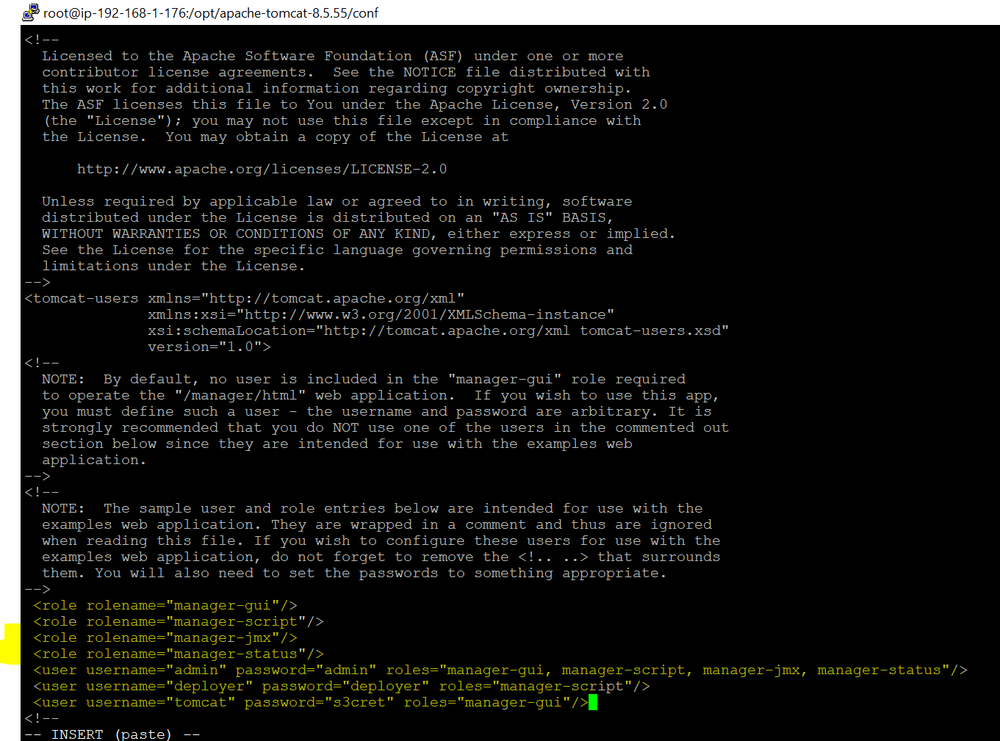 root@ip-192-168-1-176:/opt/apache-tomcat-8.5.55/conf
<!--
  Licensed to the Apache Software Foundation (ASF) under one or more
  contributor license agreements.  See the NOTICE file distributed with
  this work for additional information regarding copyright ownership.
  The ASF licenses this file to You under the Apache License, Version 2.0
  (the "License"); you may not use this file except in compliance with
  the License.  You may obtain a copy of the License at

      http://www.apache.org/licenses/LICENSE-2.0

  Unless required by applicable law or agreed to in writing, software
  distributed under the License is distributed on an "AS IS" BASIS,
  WITHOUT WARRANTIES OR CONDITIONS OF ANY KIND, either express or implied.
  See the License for the specific language governing permissions and
  limitations under the License.
-->
<tomcat-users xmlns="http://tomcat.apache.org/xml"
              xmlns:xsi="http://www.w3.org/2001/XMLSchema-instance"
              xsi:schemaLocation="http://tomcat.apache.org/xml tomcat-users.xsd"
              version="1.0">
<!--
  NOTE:  By default, no user is included in the "manager-gui" role required
  to operate the "/manager/html" web application.  If you wish to use this app,
  you must define such a user - the username and password are arbitrary. It is
  strongly recommended that you do NOT use one of the users in the commented out
  section below since they are intended for use with the examples web
  application.
-->
<!--
  NOTE:  The sample user and role entries below are intended for use with the
  examples web application. They are wrapped in a comment and thus are ignored
  when reading this file. If you wish to configure these users for use with the
  examples web application, do not forget to remove the <!.. ..> that surrounds
  them. You will also need to set the passwords to something appropriate.
-->
 <role rolename="manager-gui"/>
 <role rolename="manager-script"/>
 <role rolename="manager-jmx"/>
 <role rolename="manager-status"/>
 <user username="admin" password="admin" roles="manager-gui, manager-script, manager-jmx, manager-status"/>
 <user username="deployer" password="deployer" roles="manager-script"/>
 <user username="tomcat" password="s3cret" roles="manager-gui"/>
<!--
-- INSERT (paste) --